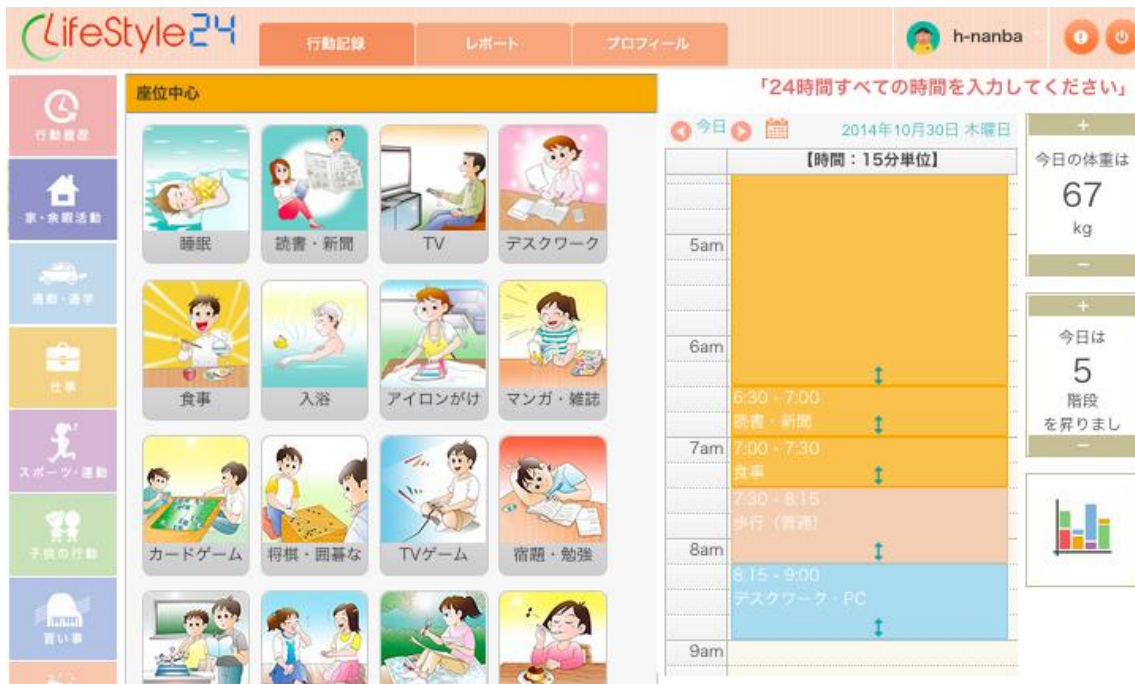 LifeStyle24
行動記録
レポート
プロフィール
h-nanba
行動履歴
家・余暇活動
通勤・通学
仕事
スポーツ・運動
子供の行動
習い事
座位中心
睡眠
読書・新聞
TV
デスクワーク
食事
入浴
アイロンがけ
マンガ・雑誌
カードゲーム
将棋・囲碁な
TVゲーム
宿題・勉強
「24時間すべての時間を入力してください」
今日
2014年10月30日 木曜日
【時間：15分単位】
5am
6am
6:30 - 7:00
読書・新聞
7am
7:00 - 7:30
食事
7:30 - 8:15
歩行（普通）
8am
8:15 - 9:00
デスクワーク・PC
9am
+
今日の体重は
67
kg
−
+
今日は
5
階段
を昇りまし
−